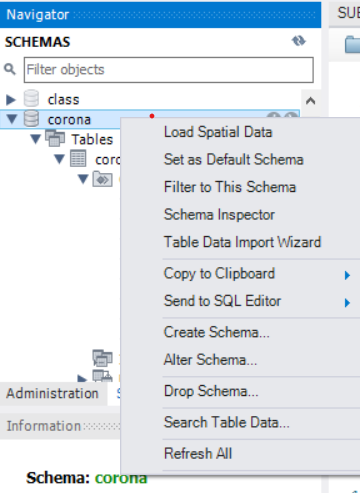 Navigator
SCHEMAS
Filter objects
class
corona
Tables
Load Spatial Data
Set as Default Schema
Filter to This Schema
Schema Inspector
Table Data Import Wizard
Copy to Clipboard
Send to SQL Editor
Create Schema...
Alter Schema...
Drop Schema...
Search Table Data...
Refresh All
Administration
Information
Schema: corona